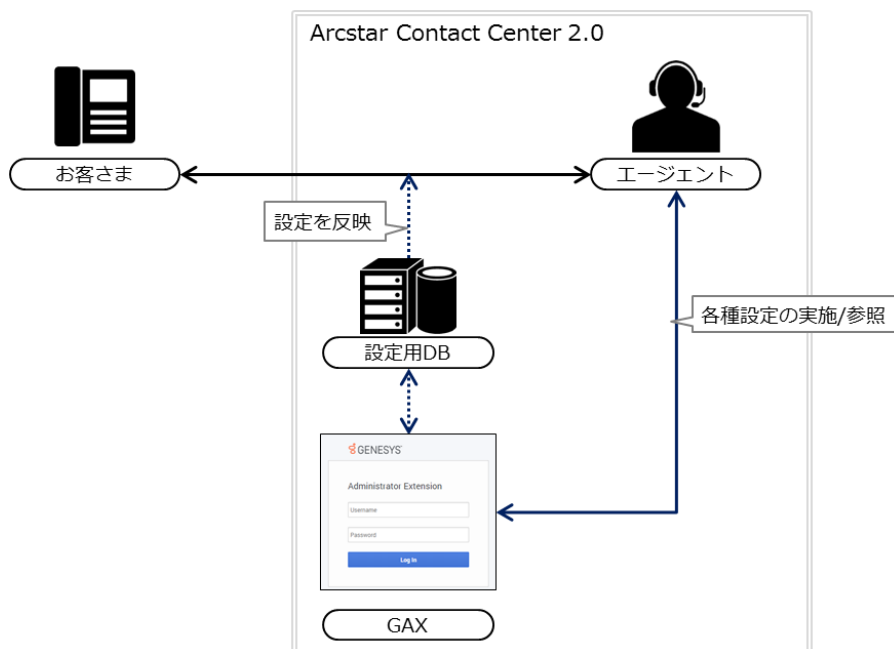 Arcstar Contact Center 2.0
お客さま
エージェント
設定を反映
各種設定の実施/参照
設定用DB
GENESYS
Administrator Extension
Username
Password
Log In
GAX